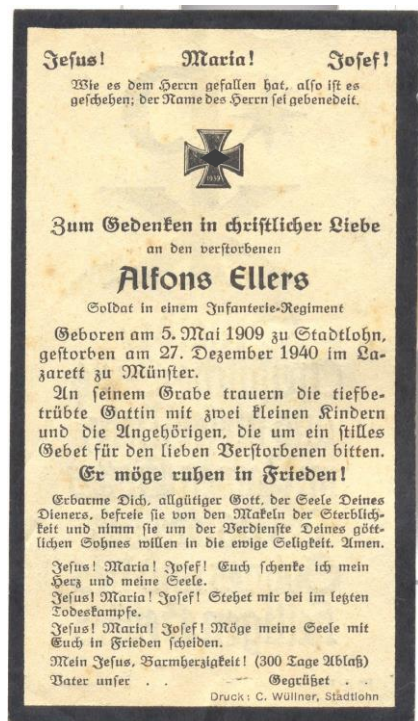 Jesus! Maria! Josef!
Wie es dem Herrn gefallen hat, also ist es
geschehen; der Name des Herrn sei gebenedeit.
1939
Zum Gedenken in christlicher Liebe
an den verstorbenen
Alfons Ellers
Soldat in einem Infanterie-Regiment
Geboren am 5. Mai 1909 zu Stadtlohn,
gestorben am 27. Dezember 1940 im La-
zarett zu Münster.
An seinem Grabe trauern die tiefbe-
trübte Gattin mit zwei kleinen Kindern
und die Angehörigen, die um ein stilles
Gebet für den lieben Verstorbenen bitten.
Er möge ruhen in Frieden!
Erbarme Dich, allgütiger Gott, der Seele Deines
Dieners, befreie sie von den Makeln der Sterblich-
keit und nimm sie um der Verdienste Deines gött-
lichen Sohnes willen in die ewige Seligkeit. Amen.
Jesus! Maria! Josef! Euch schenke ich mein
Herz und meine Seele.
Jesus! Maria! Josef! Stehet mir bei im letzten
Todeskampfe.
Jesus! Maria! Josef! Möge meine Seele mit
Euch in Frieden scheiden.
Mein Jesus, Barmherzigkeit! (300 Tage Ablaß)
Vater unser . . Gegrüßet . .
Druck: C. Wüllner, Stadtlohn